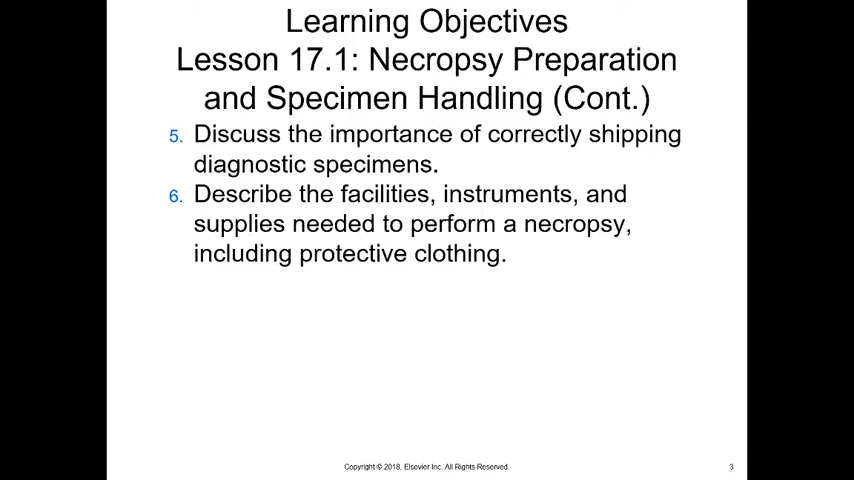 Learning Objectives
Lesson 17.1: Necropsy Preparation
and Specimen Handling (Cont.)
5. Discuss the importance of correctly shipping
diagnostic specimens.
6. Describe the facilities, instruments, and
supplies needed to perform a necropsy,
including protective clothing.
Copyright © 2018, Elsevier Inc. All Rights Reserved.
3